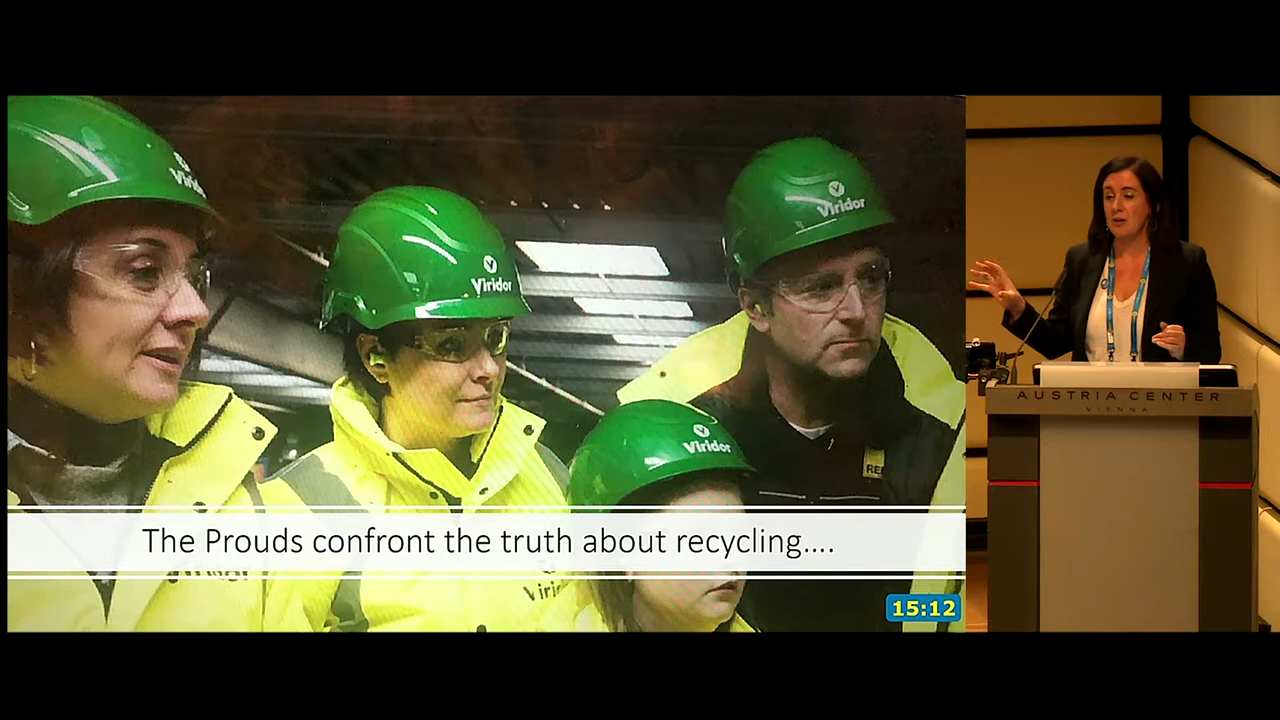 Viridor
Viridor
Viridor
Viridor
The Prouds confront the truth about recycling....
15:12
AUSTRIA CENTER
VIENNA